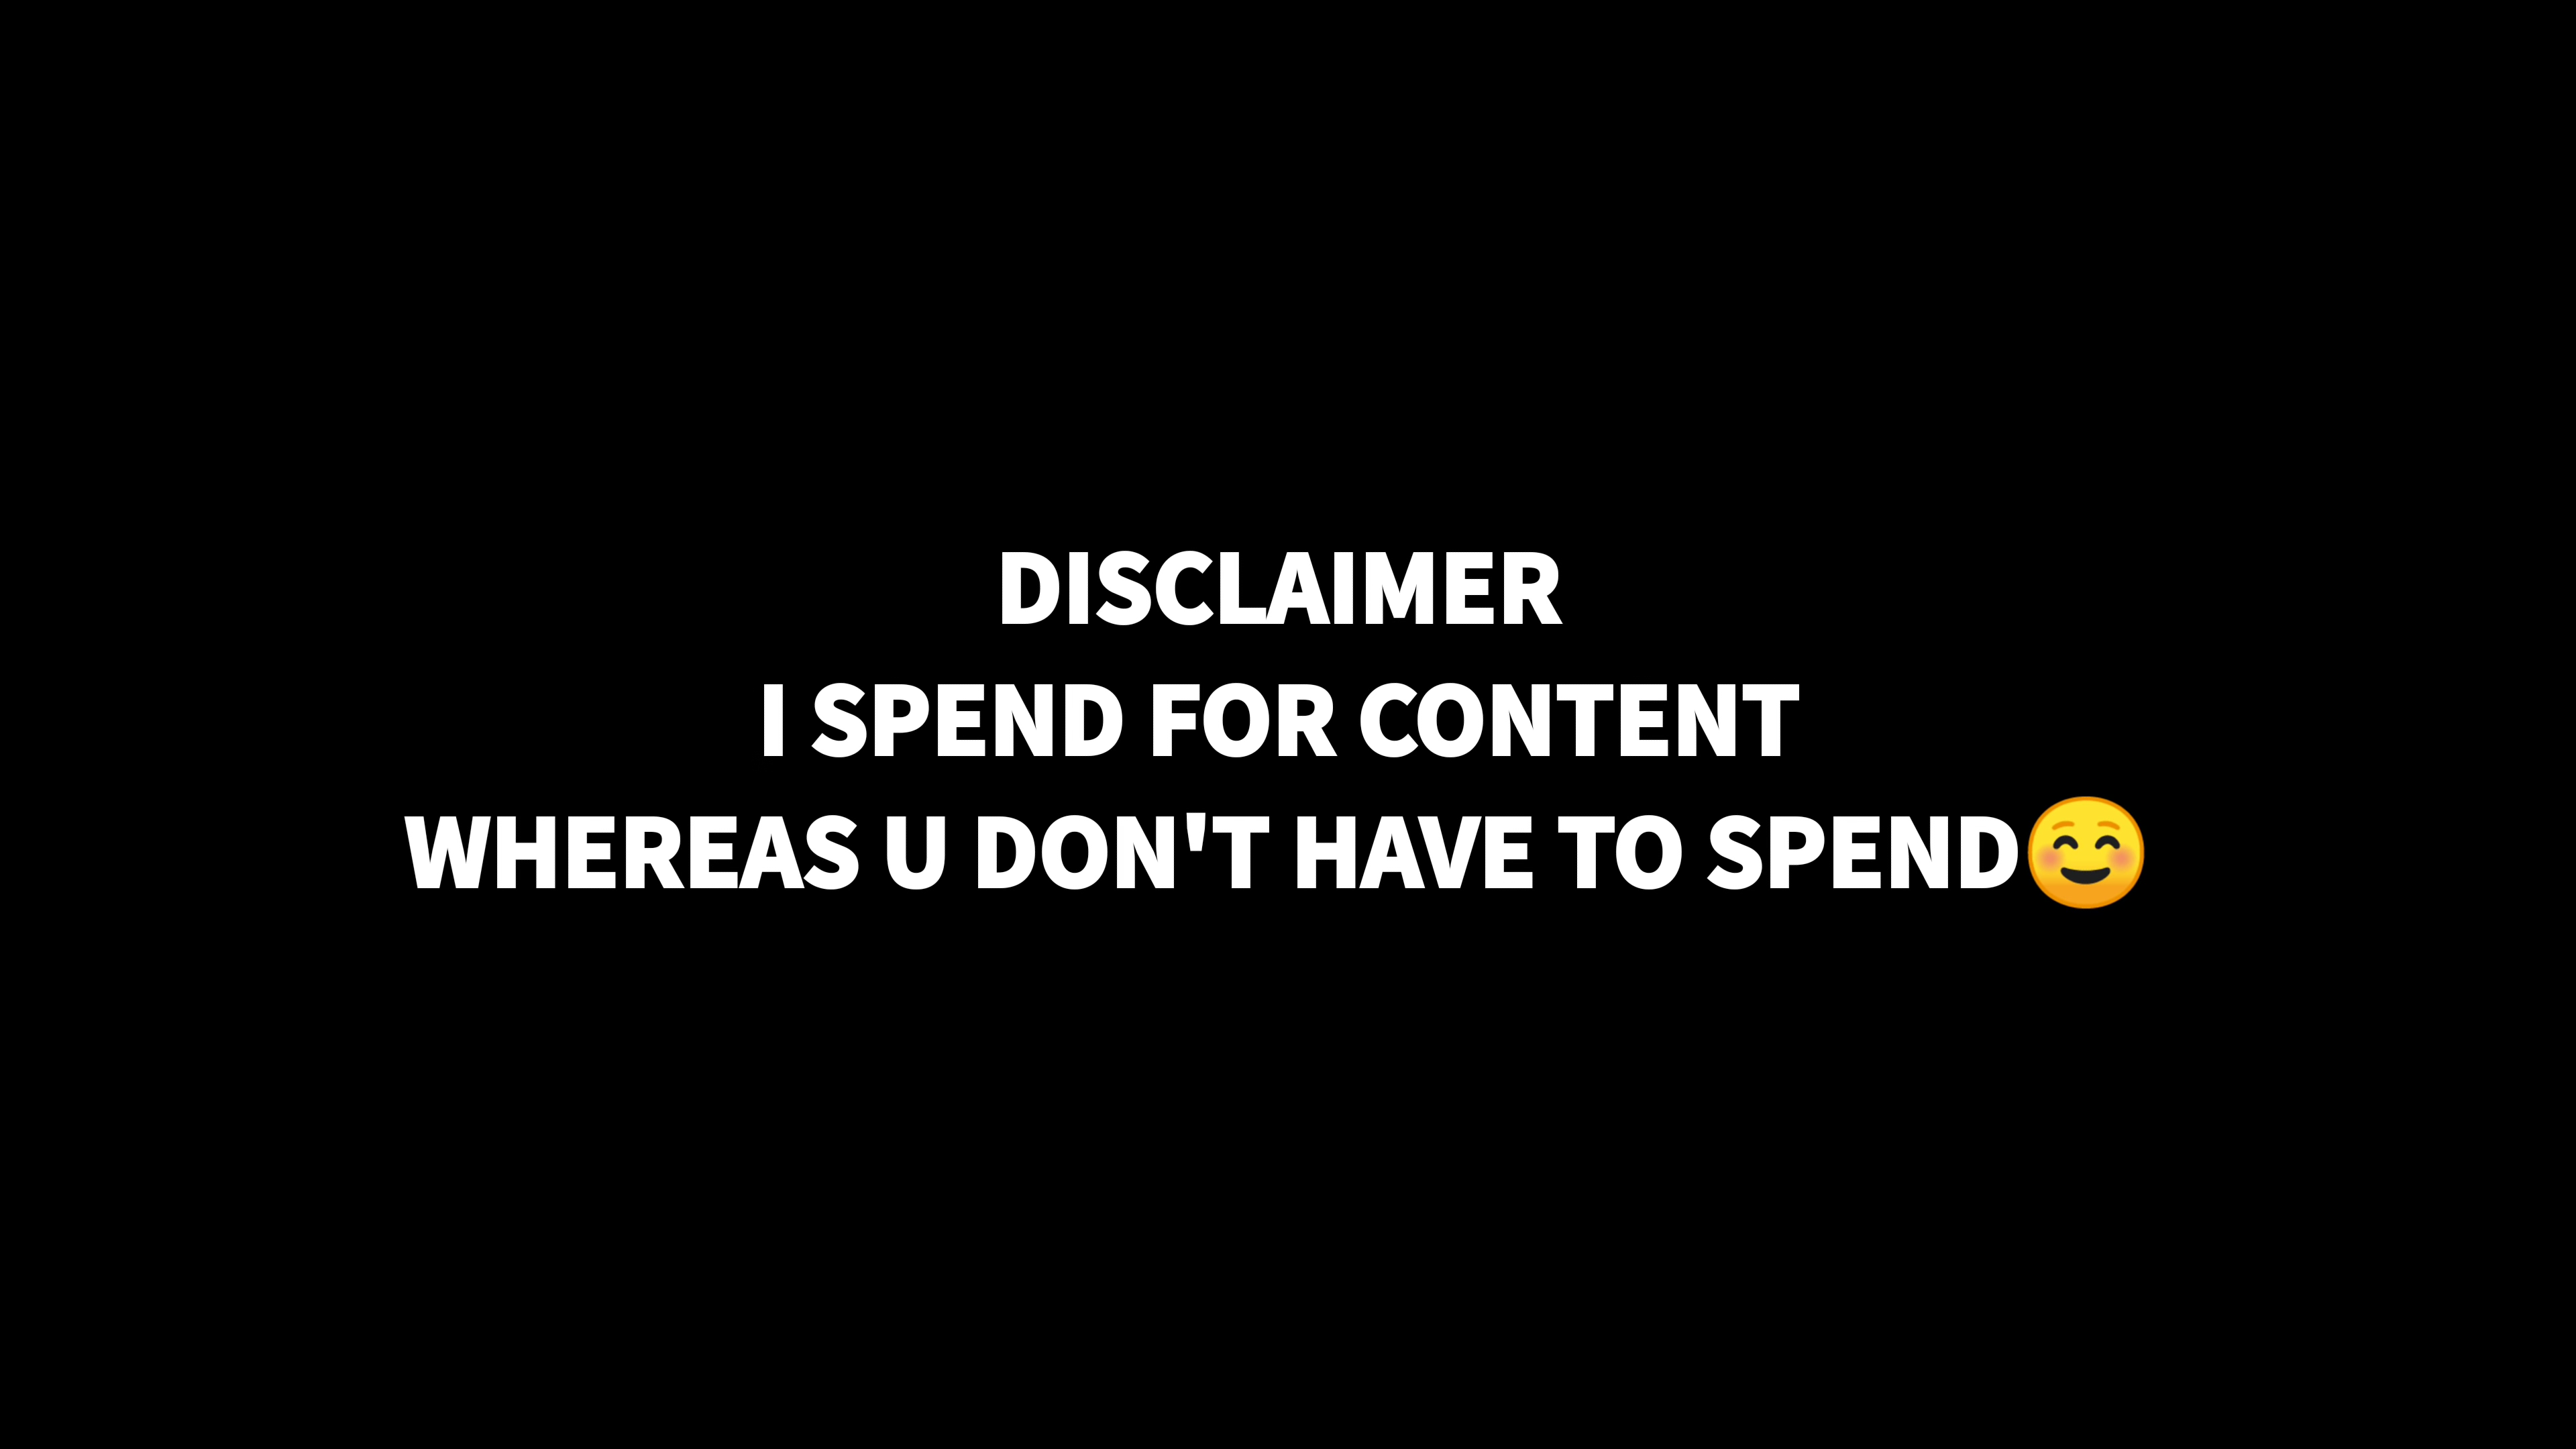 DISCLAIMER
I SPEND FOR CONTENT
WHEREAS U DON'T HAVE TO SPEND☺️